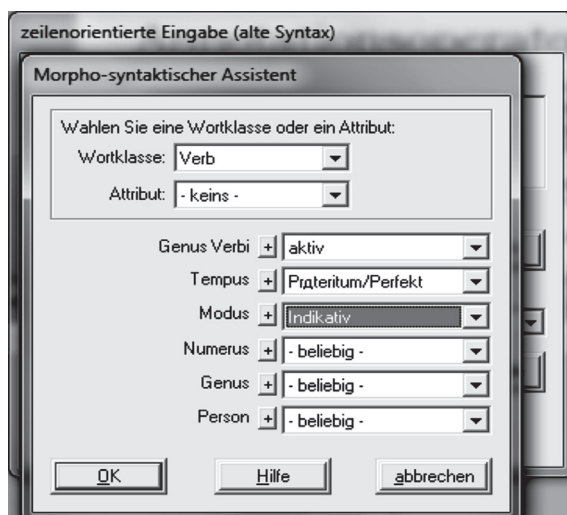 zeilenorientierte Eingabe (alte Syntax)
Morpho-syntaktischer Assistent
Wahlen Sie eine Wortklasse oder ein Attribut:
Wortklasse: Verb
Attribut: - keins -
Genus Verbi + aktiv
Tempus + Prдteritum/Perfekt
Modus + Indikativ
Numerus + - beliebig -
Genus + - beliebig -
Person + - beliebig -
OK Hilfe abbrechen